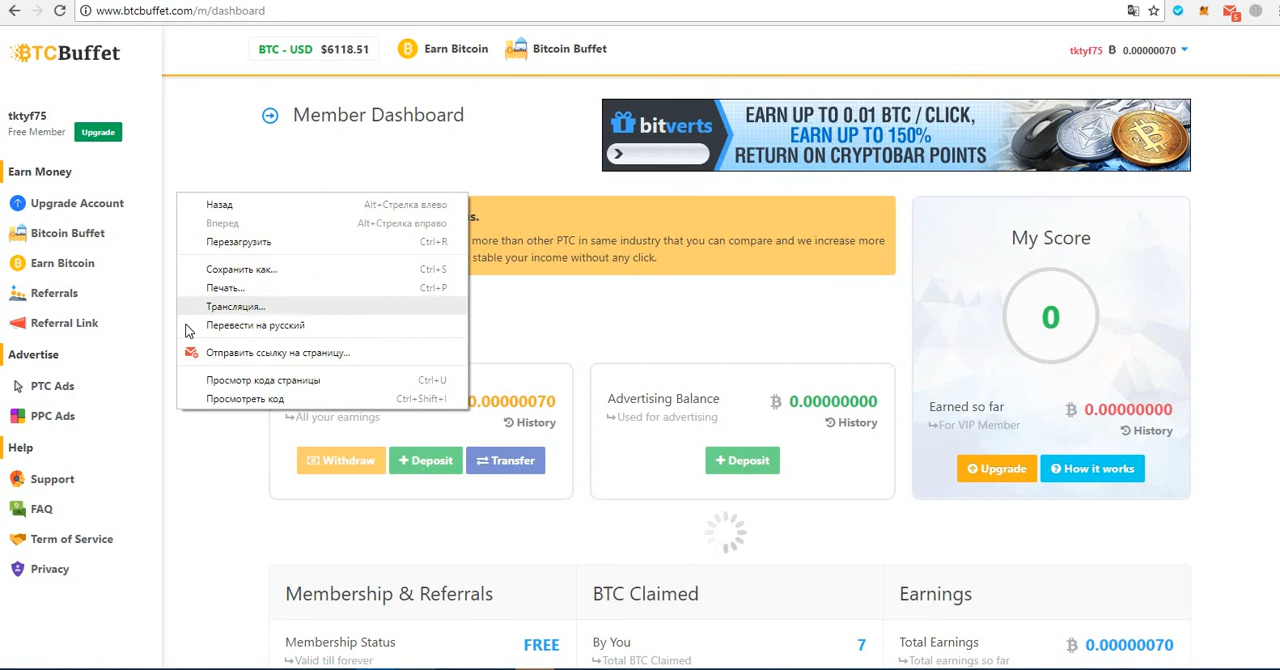 www.btcbuffet.com/m/dashboard
5
BTCBuffet
BTC - USD $6118.51
Earn Bitcoin
Bitcoin Buffet
tktyf75 0.00000070
tktyf75
Free Member Upgrade
Earn Money
Upgrade Account
Bitcoin Buffet
Earn Bitcoin
Referrals
Referral Link
Advertise
PTC Ads
PPC Ads
Help
Support
FAQ
Term of Service
Privacy
Member Dashboard
bitverts
EARN UP TO 0.01 BTC / CLICK,
EARN UP TO 150%
RETURN ON CRYPTOBAR POINTS
Назад Alt+Стрелка влево
Вперед Alt+Стрелка вправо
Перезагрузить Ctrl+R
Сохранить как... Ctrl+S
Печать... Ctrl+P
Трансляция...
Перевести на русский
Отправить ссылку на страницу...
Просмотр кода страницы Ctrl+U
Просмотреть код Ctrl+Shift+I
s.
more than other PTC in same industry that you can compare and we increase more
stable your income without any click.
0.00000070
All your earnings
History
Withdraw Deposit Transfer
Advertising Balance 0.00000000
Used for advertising
History
Deposit
My Score
0
Earned so far 0.00000000
For VIP Member
History
Upgrade How it works
Membership & Referrals
Membership Status FREE
Valid till forever
BTC Claimed
By You 7
Total BTC Claimed
Earnings
Total Earnings 0.00000070
Total earnings so far